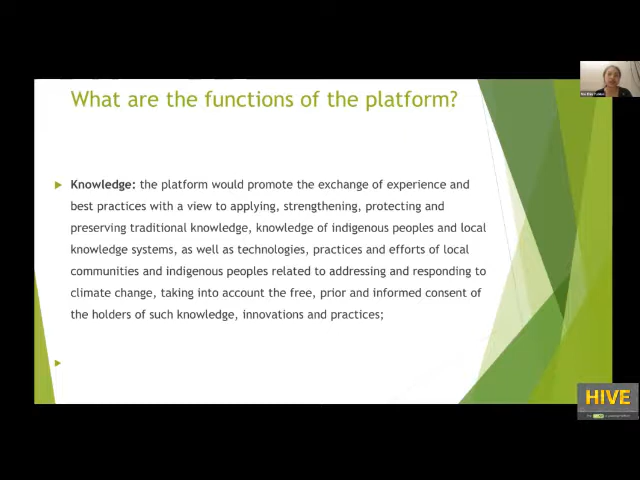 What are the functions of the platform?
Knowledge: the platform would promote the exchange of experience and
best practices with a view to applying, strengthening, protecting and
preserving traditional knowledge, knowledge of indigenous peoples and local
knowledge systems, as well as technologies, practices and efforts of local
communities and indigenous peoples related to addressing and responding to
climate change, taking into account the free, prior and informed consent of
the holders of such knowledge, innovations and practices;
HIVE